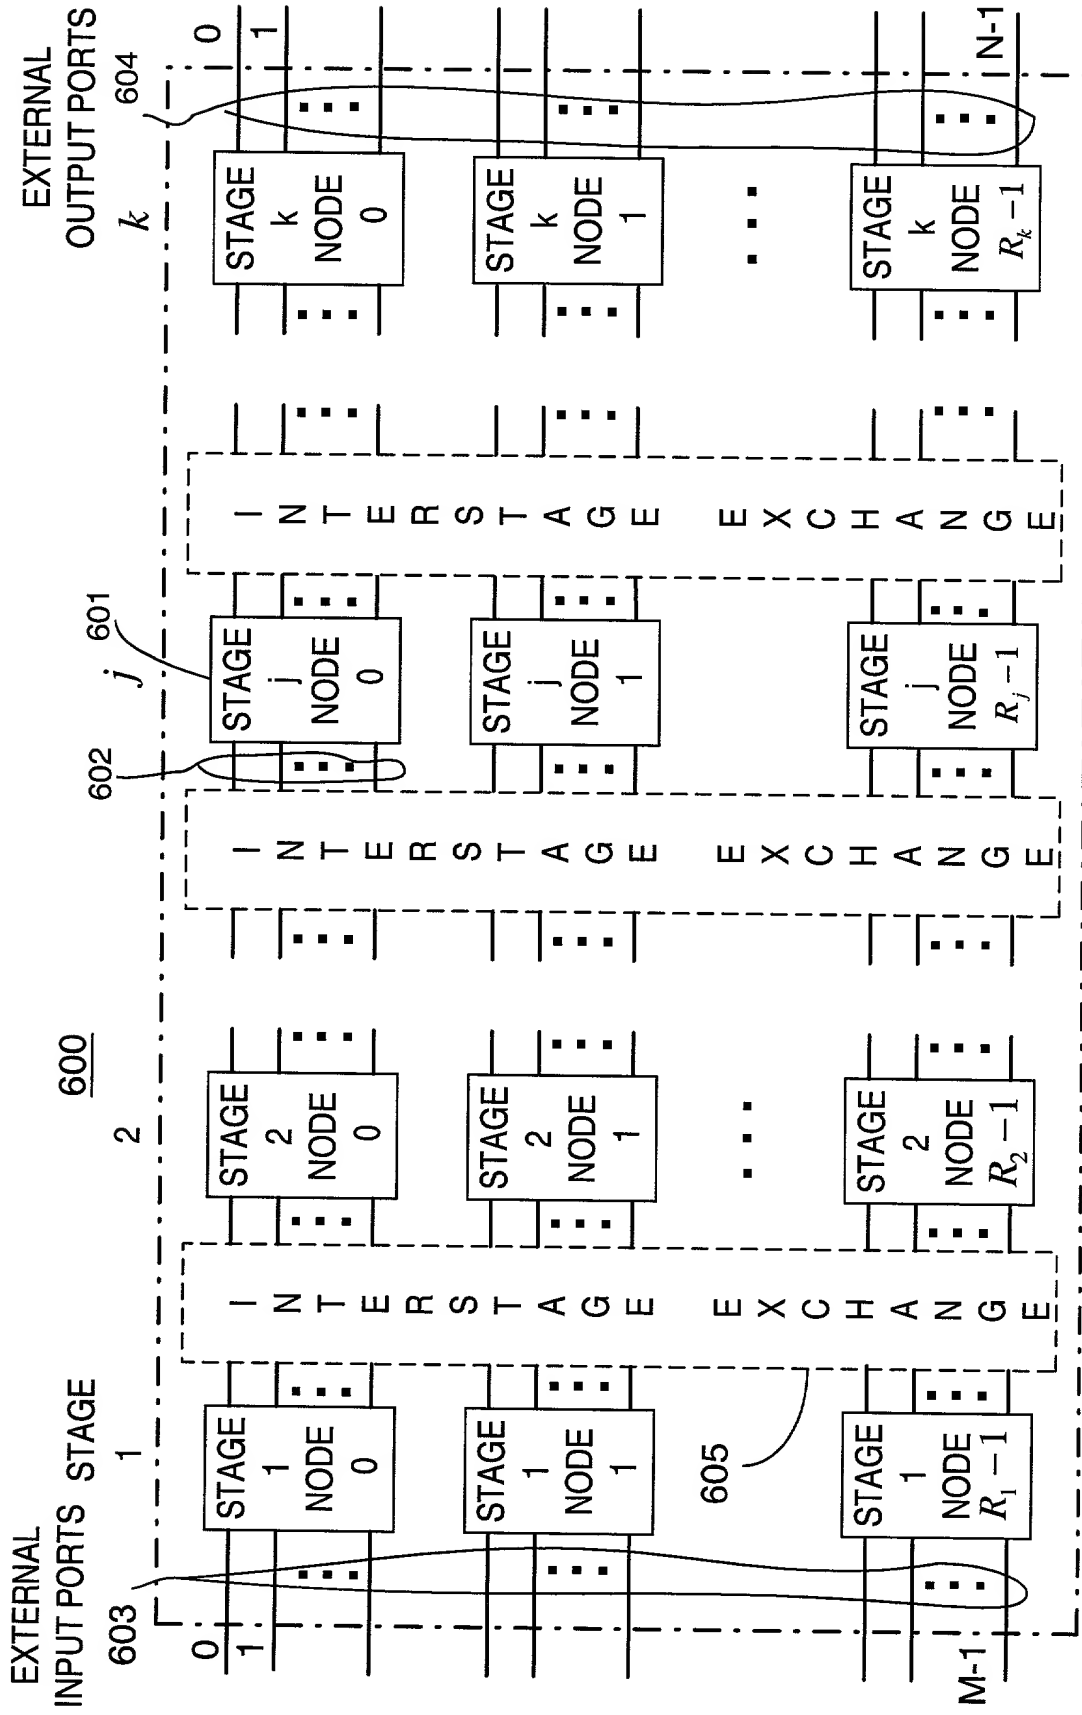 EXTERNAL
INPUT PORTS
STAGE
600
EXTERNAL
OUTPUT PORTS
1
2
j
k
603
602
601
604
0
1
M-1
0
1
N-1
STAGE
1
NODE
0
STAGE
1
NODE
1
STAGE
1
NODE
R₁-1
605
INTERSTAGE EXCHANGE
STAGE
2
NODE
0
STAGE
2
NODE
1
STAGE
2
NODE
R₂-1
INTERSTAGE EXCHANGE
STAGE
j
NODE
0
STAGE
j
NODE
1
STAGE
j
NODE
Rⱼ-1
INTERSTAGE EXCHANGE
STAGE
k
NODE
0
STAGE
k
NODE
1
STAGE
k
NODE
Rₖ-1